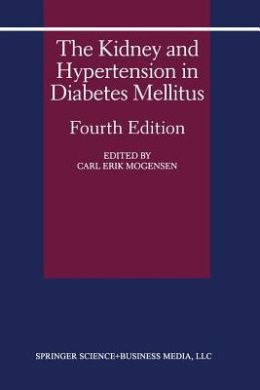 The Kidney and
Hypertension in
Diabetes Mellitus
Fourth Edition
EDITED BY
CARL ERIK MOGENSEN
SPRINGER SCIENCE+BUSINESS MEDIA, LLC